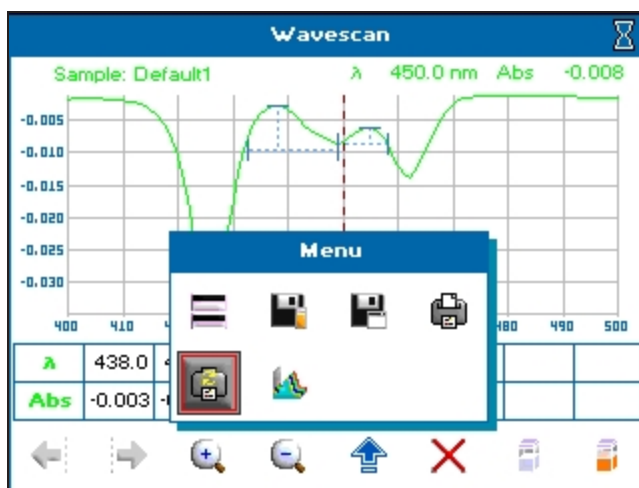 Wavescan
Sample: Default1 λ 450.0 nm Abs -0.008
-0.005
-0.010
-0.015
-0.020
-0.025
-0.030
Menu
400 410 480 490 500
λ 438.0
Abs -0.003